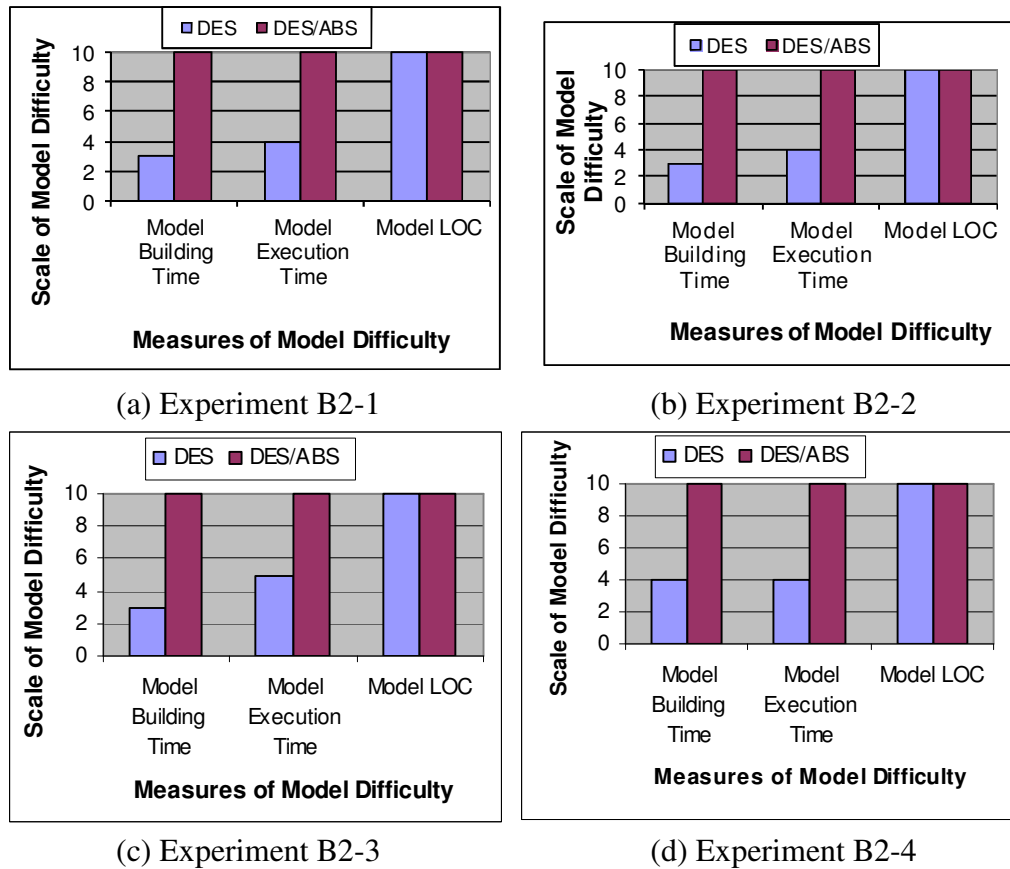 DES DES/ABS
Scale of Model Difficulty
10
8
6
4
2
0
Model Building Time
Model Execution Time
Model LOC
Measures of Model Difficulty
(a) Experiment B2-1
DES DES/ABS
Scale of Model Difficulty
10
8
6
4
2
0
Model Building Time
Model Execution Time
Model LOC
Measures of Model Difficulty
(b) Experiment B2-2
DES DES/ABS
Scale of Model Difficulty
10
8
6
4
2
0
Model Building Time
Model Execution Time
Model LOC
Measures of Model Difficulty
(c) Experiment B2-3
DES DES/ABS
Scale of Model Difficulty
10
8
6
4
2
0
Model Building Time
Model Execution Time
Model LOC
Measures of Model Difficulty
(d) Experiment B2-4